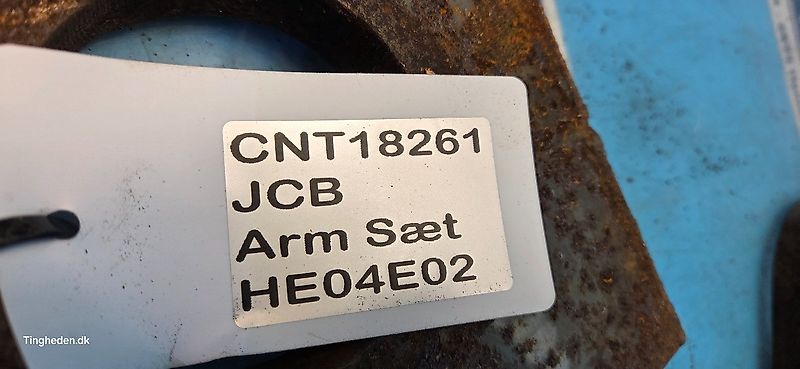 CNT18261
JCB
Arm Sæt
HE04E02
Tingheden.dk